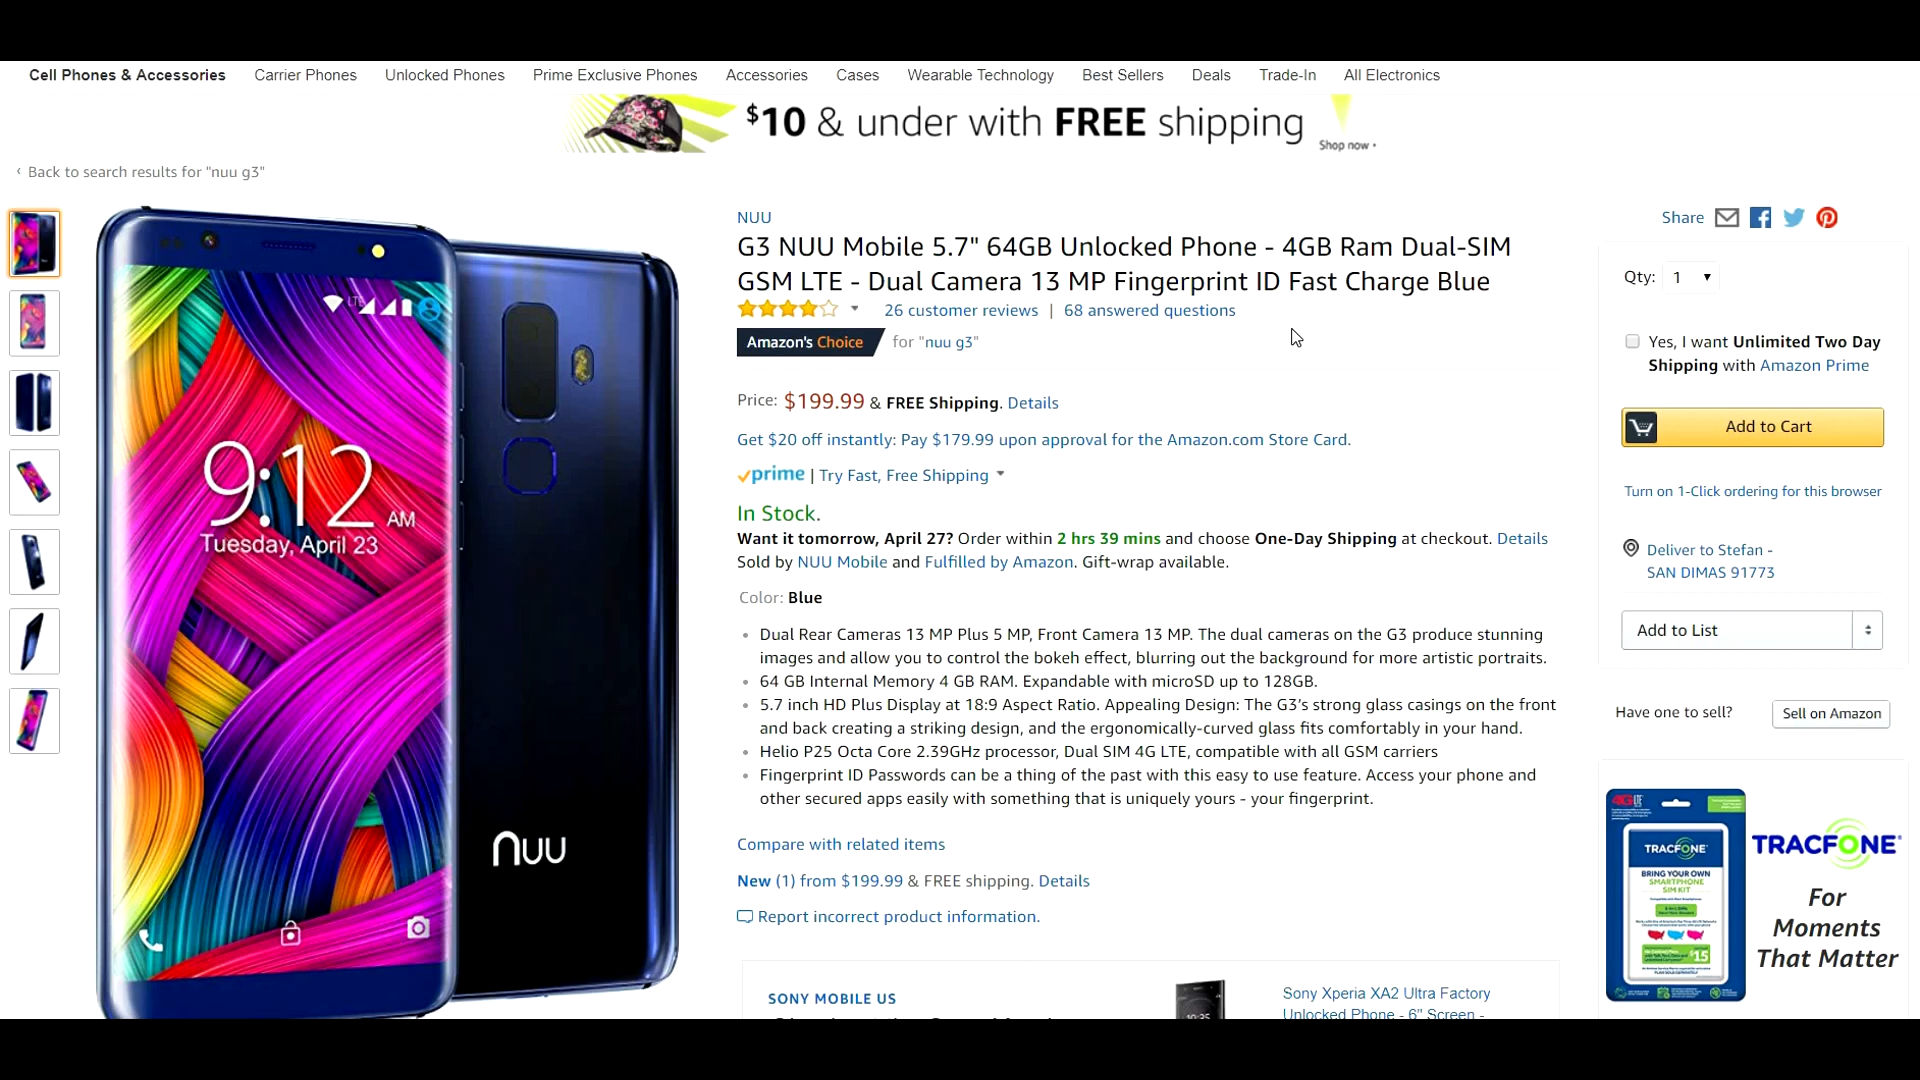 Cell Phones & Accessories Carrier Phones Unlocked Phones Prime Exclusive Phones Accessories Cases Wearable Technology Best Sellers Deals Trade-In All Electronics
$10 & under with FREE shipping
Shop now
‹ Back to search results for "nuu g3"
NUU
G3 NUU Mobile 5.7" 64GB Unlocked Phone - 4GB Ram Dual-SIM
GSM LTE - Dual Camera 13 MP Fingerprint ID Fast Charge Blue
26 customer reviews | 68 answered questions
Amazon's Choice for "nuu g3"
Price: $199.99 & FREE Shipping. Details
Get $20 off instantly: Pay $179.99 upon approval for the Amazon.com Store Card.
prime | Try Fast, Free Shipping
In Stock.
Want it tomorrow, April 27? Order within 2 hrs 39 mins and choose One-Day Shipping at checkout. Details
Sold by NUU Mobile and Fulfilled by Amazon. Gift-wrap available.
Color: Blue
• Dual Rear Cameras 13 MP Plus 5 MP, Front Camera 13 MP. The dual cameras on the G3 produce stunning
images and allow you to control the bokeh effect, blurring out the background for more artistic portraits.
• 64 GB Internal Memory 4 GB RAM. Expandable with microSD up to 128GB.
• 5.7 inch HD Plus Display at 18:9 Aspect Ratio. Appealing Design: The G3's strong glass casings on the front
and back creating a striking design, and the ergonomically-curved glass fits comfortably in your hand.
• Helio P25 Octa Core 2.39GHz processor, Dual SIM 4G LTE, compatible with all GSM carriers
• Fingerprint ID Passwords can be a thing of the past with this easy to use feature. Access your phone and
other secured apps easily with something that is uniquely yours - your fingerprint.
Compare with related items
New (1) from $199.99 & FREE shipping. Details
Report incorrect product information.
SONY MOBILE US
Sony Xperia XA2 Ultra Factory
Unlocked Phone - 6" Screen -
LTE
9:12 AM
Tuesday, April 23
nuu
Share
Qty: 1
Yes, I want Unlimited Two Day
Shipping with Amazon Prime
Add to Cart
Turn on 1-Click ordering for this browser
Deliver to Stefan -
SAN DIMAS 91773
Add to List
Have one to sell? Sell on Amazon
4G LTE
TRACFONE
BRING YOUR OWN
SMARTPHONE
SIM KIT
$15
TRACFONE
For
Moments
That Matter